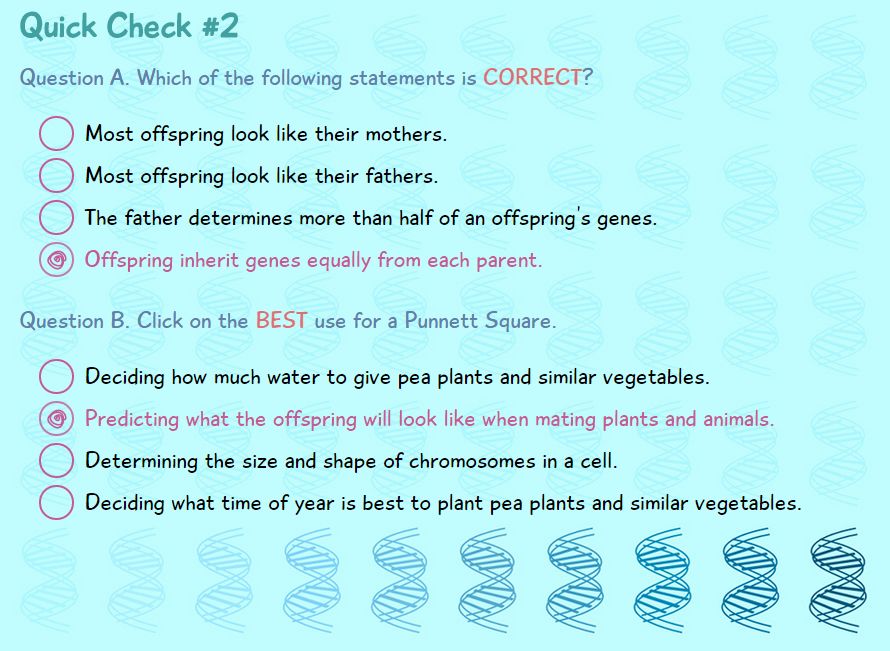 Quick Check #2
Question A. Which of the following statements is CORRECT?
Most offspring look like their mothers.
Most offspring look like their fathers.
The father determines more than half of an offspring's genes.
Offspring inherit genes equally from each parent.
Question B. Click on the BEST use for a Punnett Square.
Deciding how much water to give pea plants and similar vegetables.
Predicting what the offspring will look like when mating plants and animals.
Determining the size and shape of chromosomes in a cell.
Deciding what time of year is best to plant pea plants and similar vegetables.